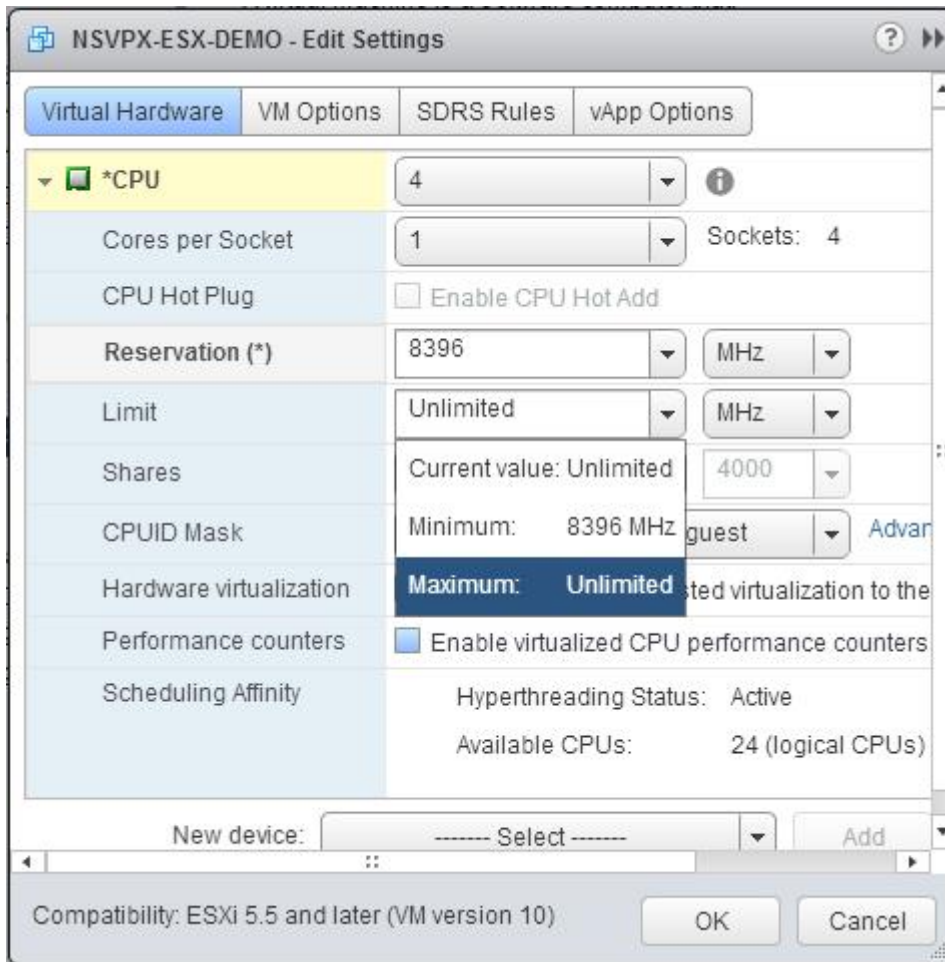 NSVPX-ESX-DEMO - Edit Settings
Virtual Hardware VM Options SDRS Rules vApp Options
*CPU 4
Cores per Socket 1 Sockets: 4
CPU Hot Plug Enable CPU Hot Add
Reservation (*) 8396 MHz
Limit Unlimited MHz
Current value: Unlimited
Shares 4000
Minimum: 8396 MHz
CPUID Mask guest Advan
Maximum: Unlimited
Hardware virtualization sted virtualization to the
Performance counters Enable virtualized CPU performance counters
Scheduling Affinity Hyperthreading Status: Active
Available CPUs: 24 (logical CPUs)
New device: ------- Select ------- Add
Compatibility: ESXi 5.5 and later (VM version 10) OK Cancel